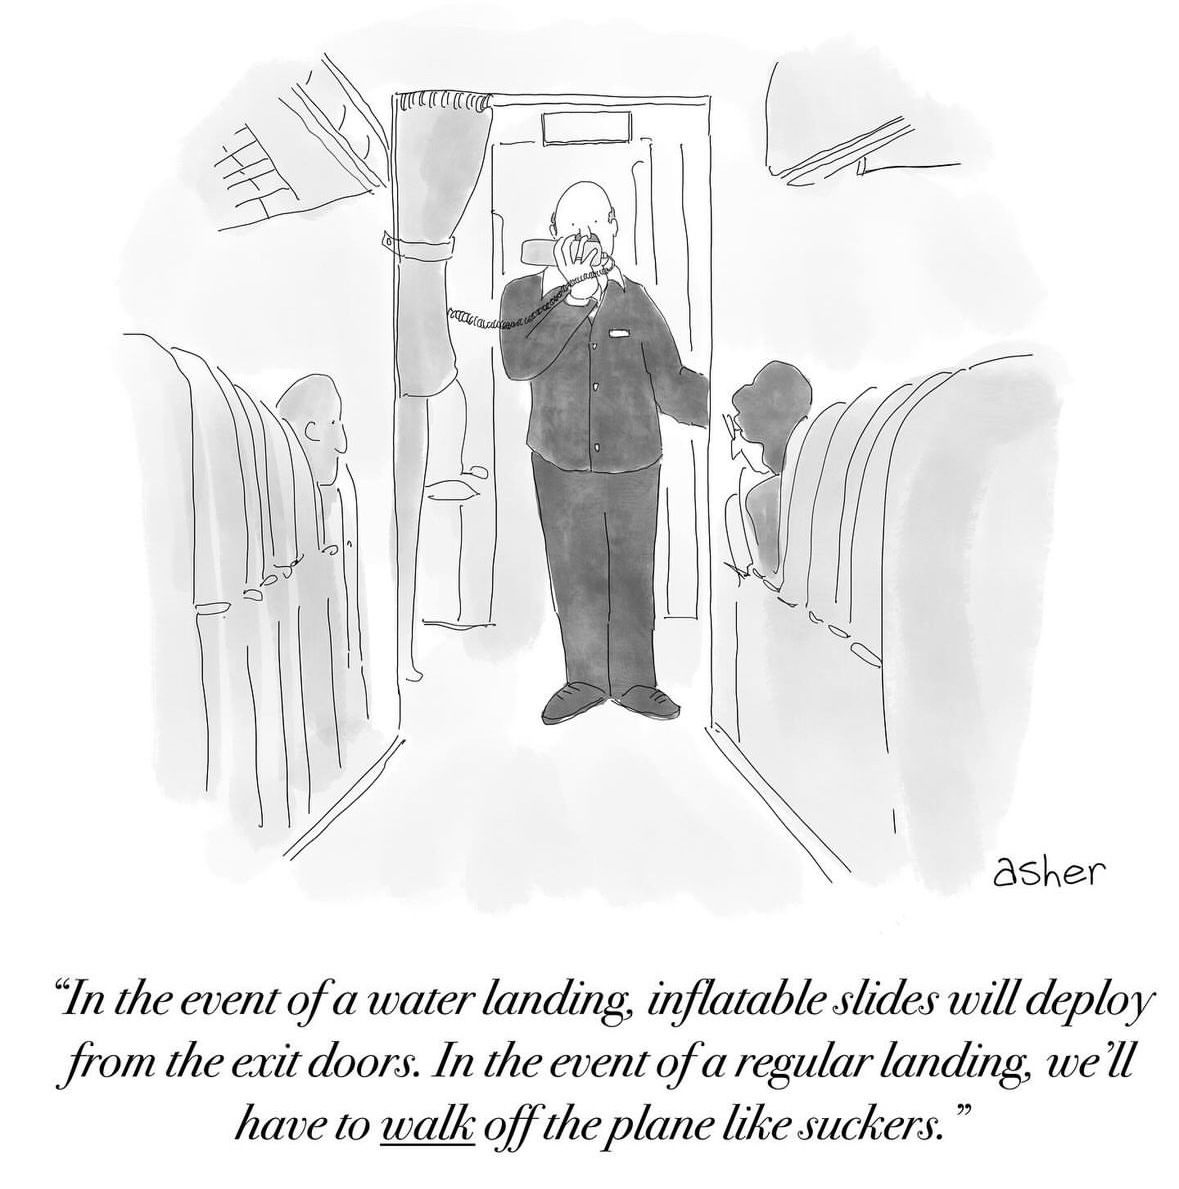 asher
“In the event of a water landing, inflatable slides will deploy
from the exit doors. In the event of a regular landing, we’ll
have to walk off the plane like suckers.”